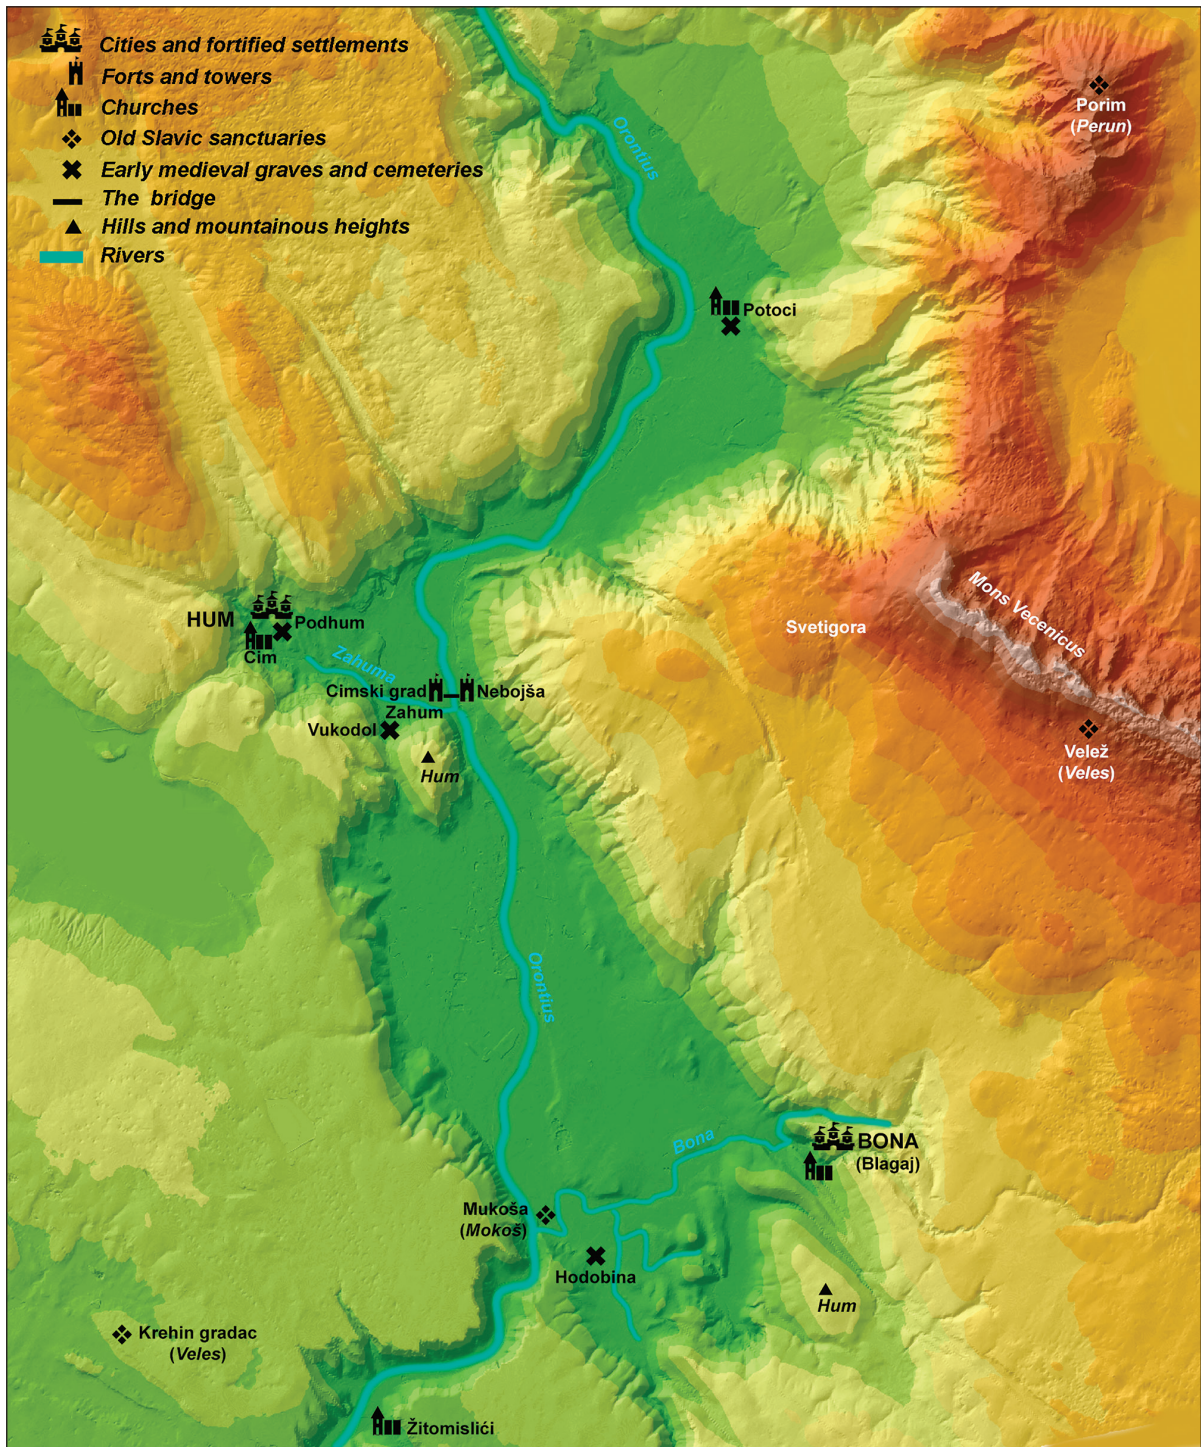 Cities and fortified settlements
Forts and towers
Churches
Old Slavic sanctuaries
Early medieval graves and cemeteries
The bridge
Hills and mountainous heights
Rivers
Orontius
Porim
(Perun)
Potoci
Mons Vecenicus
HUM
Podhum
Cim
Svetigora
Zahuma
Cimski grad
Nebojša
Zahum
Vukodol
Hum
Velež
(Veles)
Orontius
Bona
BONA
(Blagaj)
Mukoša
(Mokoš)
Hodobina
Hum
Krehin gradac
(Veles)
Žitomislići